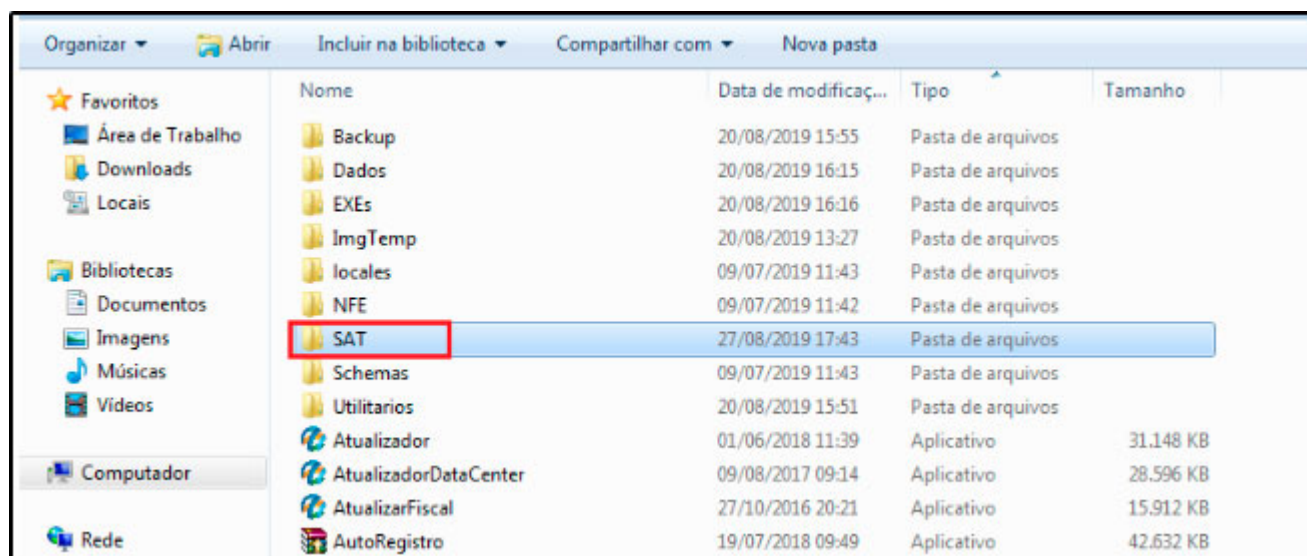 Organizar Abrir Incluir na biblioteca Compartilhar com Nova pasta
Favoritos
Área de Trabalho
Downloads
Locais
Bibliotecas
Documentos
Imagens
Músicas
Vídeos
Computador
Rede
Nome Data de modificaç... Tipo Tamanho
Backup 20/08/2019 15:55 Pasta de arquivos
Dados 20/08/2019 16:15 Pasta de arquivos
EXEs 20/08/2019 16:16 Pasta de arquivos
ImgTemp 20/08/2019 13:27 Pasta de arquivos
locales 09/07/2019 11:43 Pasta de arquivos
NFE 09/07/2019 11:42 Pasta de arquivos
SAT 27/08/2019 17:43 Pasta de arquivos
Schemas 09/07/2019 11:43 Pasta de arquivos
Utilitarios 20/08/2019 15:51 Pasta de arquivos
Atualizador 01/06/2018 11:39 Aplicativo 31.148 KB
AtualizadorDataCenter 09/08/2017 09:14 Aplicativo 28.596 KB
AtualizarFiscal 27/10/2016 20:21 Aplicativo 15.912 KB
AutoRegistro 19/07/2018 09:49 Aplicativo 42.632 KB